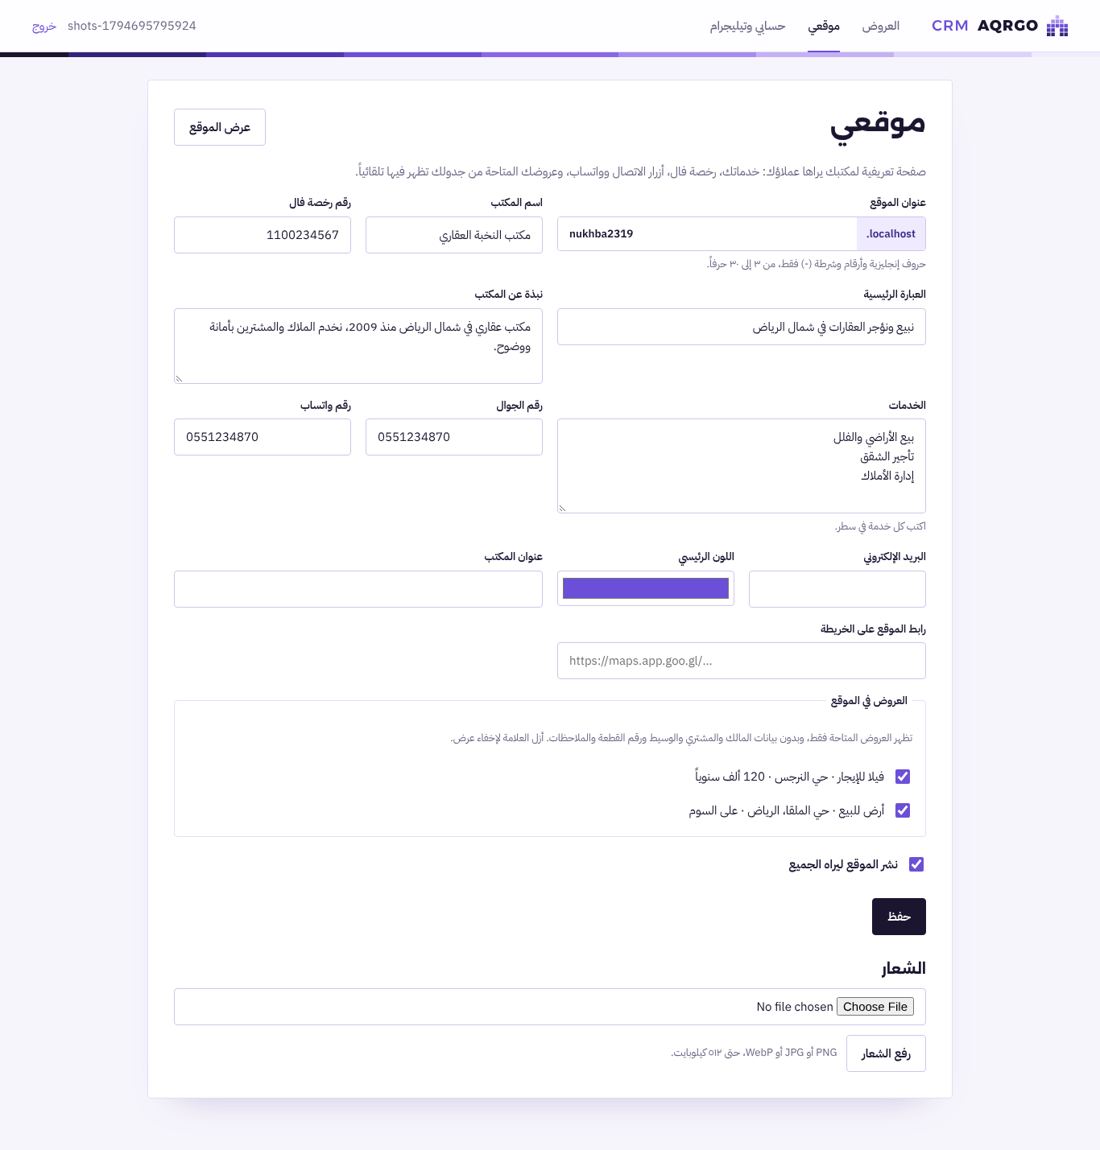 AQRGO CRM
العروض
موقعي
حسابي وتيليجرام
shots-1794695795924
خروج
موقعي
عرض الموقع
صفحة تعريفية لمكتبك يراها عملاؤك: خدماتك، رخصة فال، أزرار الاتصال وواتساب، وعروضك المتاحة من جدولك تظهر فيها تلقائياً.
عنوان الموقع
.localhost
nukhba2319
حروف إنجليزية وأرقام وشرطة (-) فقط، من ٣ إلى ٣٠ حرفاً.
اسم المكتب
مكتب النخبة العقاري
رقم رخصة فال
1100234567
العبارة الرئيسية
نبيع ونؤجر العقارات في شمال الرياض
نبذة عن المكتب
مكتب عقاري في شمال الرياض منذ 2009، نخدم الملاك والمشترين بأمانة
ووضوح.
الخدمات
بيع الأراضي والفلل
تأجير الشقق
إدارة الأملاك
اكتب كل خدمة في سطر.
رقم الجوال
0551234870
رقم واتساب
0551234870
البريد الإلكتروني
اللون الرئيسي
عنوان المكتب
رابط الموقع على الخريطة
https://maps.app.goo.gl/...
العروض في الموقع
تظهر العروض المتاحة فقط، وبدون بيانات المالك والمشتري والوسيط ورقم القطعة والملاحظات. أزل العلامة لإخفاء عرض.
فيلا للإيجار · حي النرجس · 120 ألف سنوياً
أرض للبيع · حي الملقا، الرياض · على السوم
نشر الموقع ليراه الجميع
حفظ
الشعار
Choose File No file chosen
رفع الشعار
PNG أو JPG أو WebP، حتى ٥١٢ كيلوبايت.